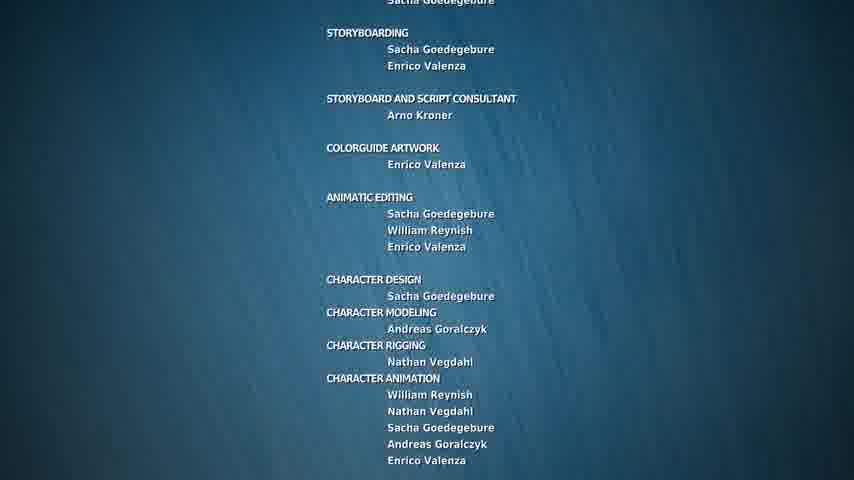 Sacha Goedegebure
STORYBOARDING
Sacha Goedegebure
Enrico Valenza
STORYBOARD AND SCRIPT CONSULTANT
Arno Kroner
COLORGUIDE ARTWORK
Enrico Valenza
ANIMATIC EDITING
Sacha Goedegebure
William Reynish
Enrico Valenza
CHARACTER DESIGN
Sacha Goedegebure
CHARACTER MODELING
Andreas Goralczyk
CHARACTER RIGGING
Nathan Vegdahl
CHARACTER ANIMATION
William Reynish
Nathan Vegdahl
Sacha Goedegebure
Andreas Goralczyk
Enrico Valenza